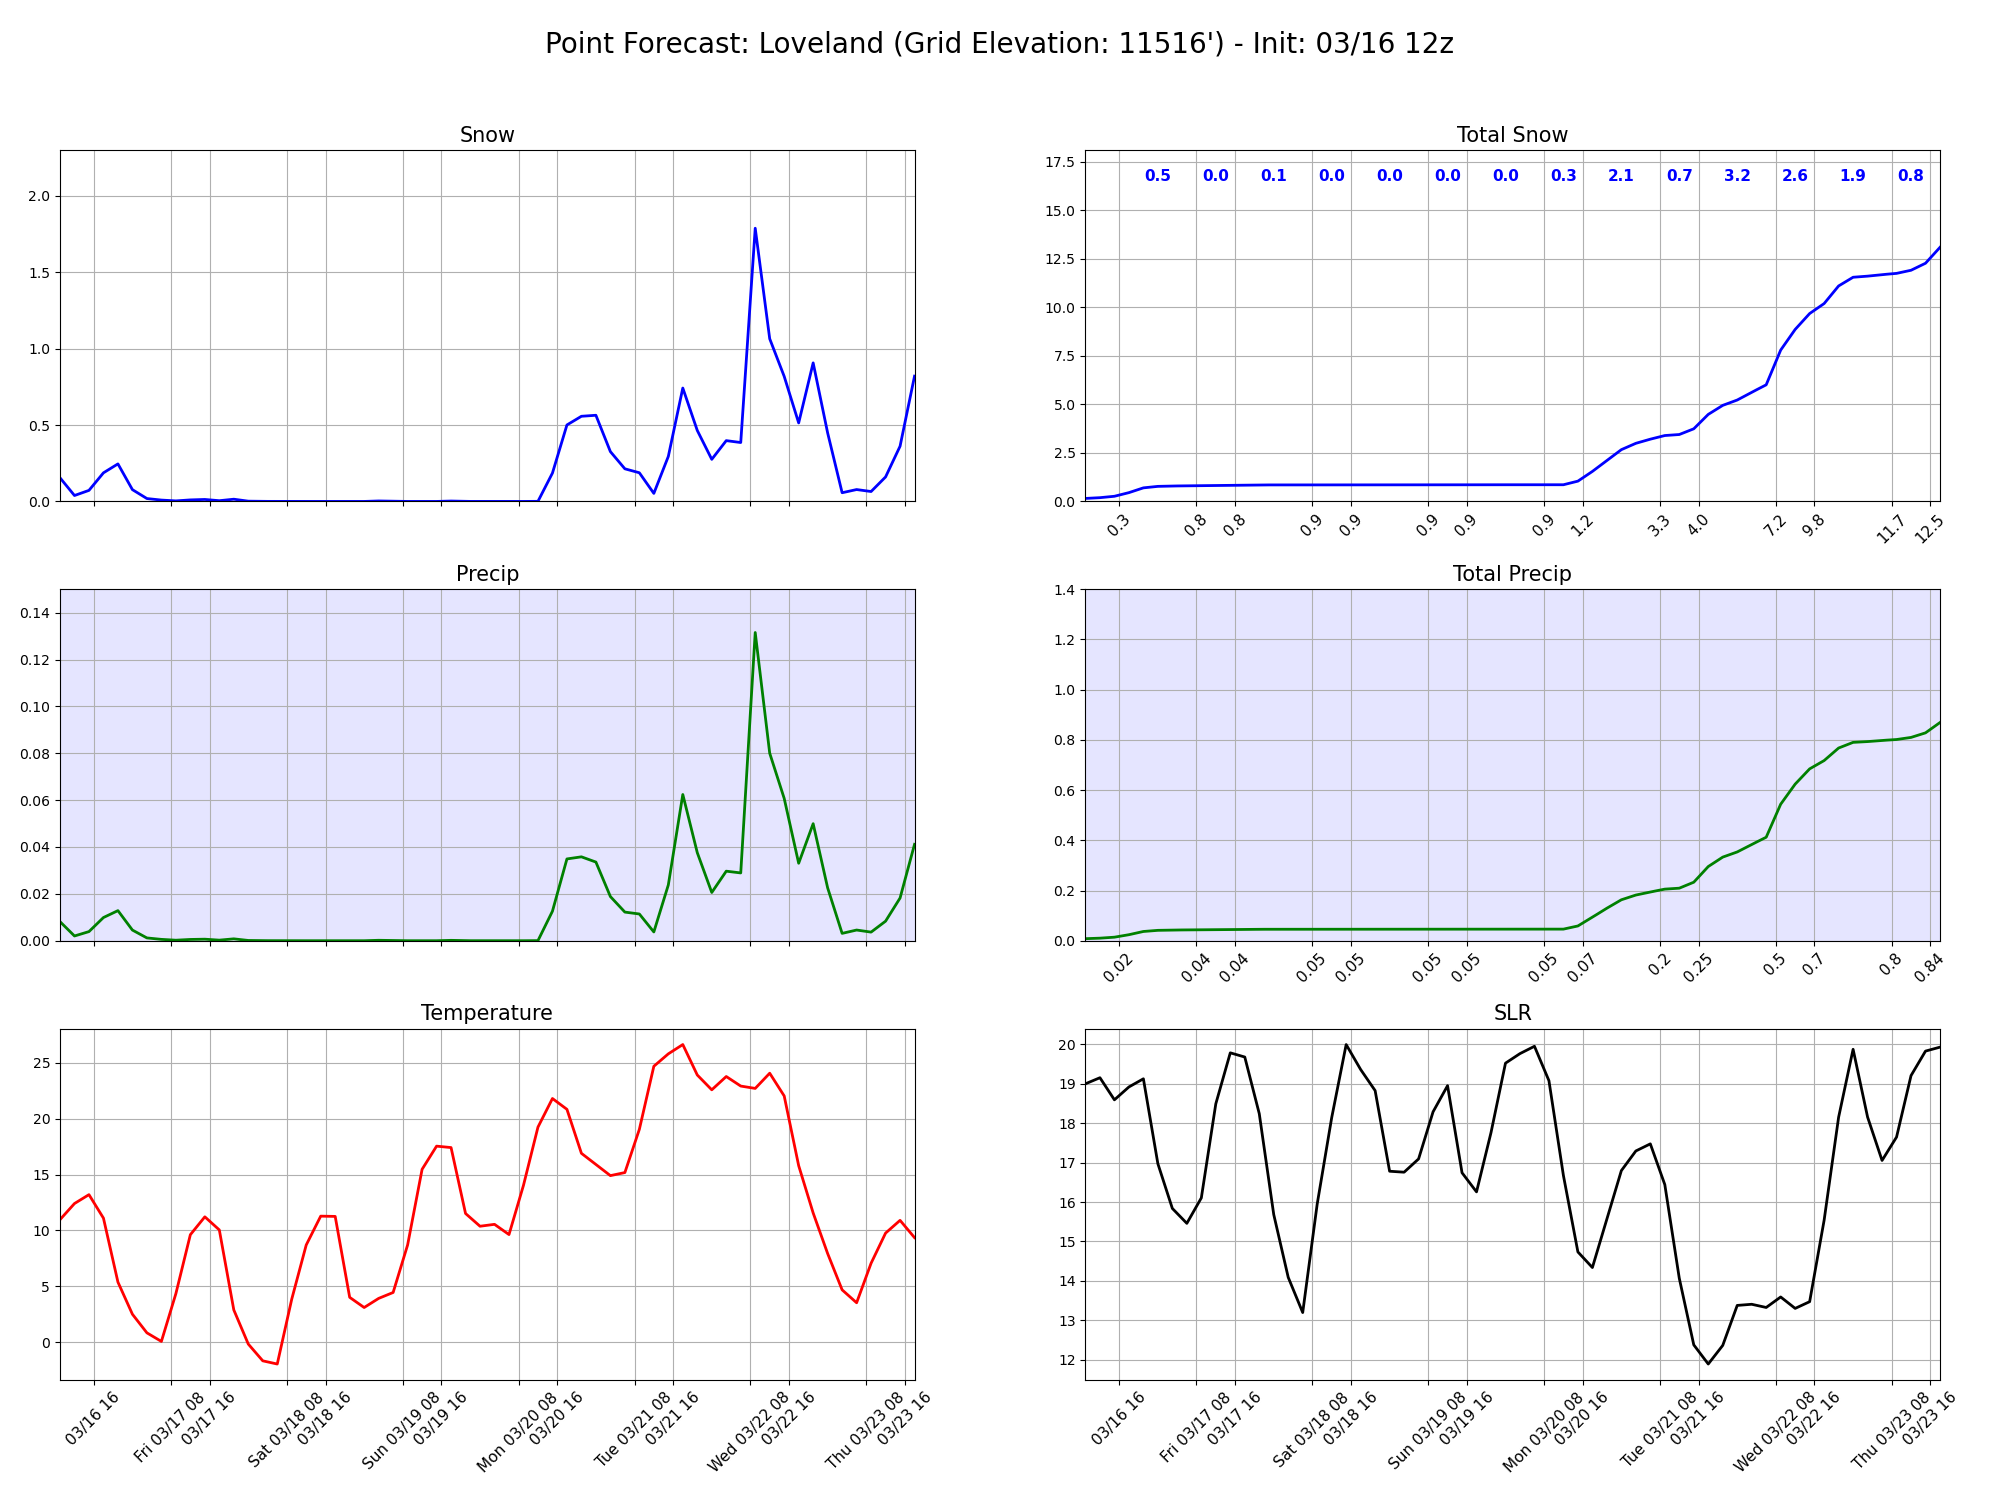 Point Forecast: Loveland (Grid Elevation: 11516') - Init: 03/16 12z
Snow
2.0
1.5
1.0
0.5
0.0
Total Snow
17.5
15.0
12.5
10.0
7.5
5.0
2.5
0.0
0.5 0.0 0.1 0.0 0.0 0.0 0.0 0.3 2.1 0.7 3.2 2.6 1.9 0.8
0.3 0.8 0.8 0.9 0.9 0.9 0.9 0.9 1.2 3.3 4.0 7.2 9.8 11.7 12.5
Precip
0.14
0.12
0.10
0.08
0.06
0.04
0.02
0.00
Total Precip
1.4
1.2
1.0
0.8
0.6
0.4
0.2
0.0
0.02 0.04 0.04 0.05 0.05 0.05 0.05 0.05 0.07 0.2 0.25 0.5 0.7 0.8 0.84
Temperature
25
20
15
10
5
0
03/16 16
Fri 03/17 08
03/17 16
Sat 03/18 08
03/18 16
Sun 03/19 08
03/19 16
Mon 03/20 08
03/20 16
Tue 03/21 08
03/21 16
Wed 03/22 08
03/22 16
Thu 03/23 08
03/23 16
SLR
20
19
18
17
16
15
14
13
12
03/16 16
Fri 03/17 08
03/17 16
Sat 03/18 08
03/18 16
Sun 03/19 08
03/19 16
Mon 03/20 08
03/20 16
Tue 03/21 08
03/21 16
Wed 03/22 08
03/22 16
Thu 03/23 08
03/23 16